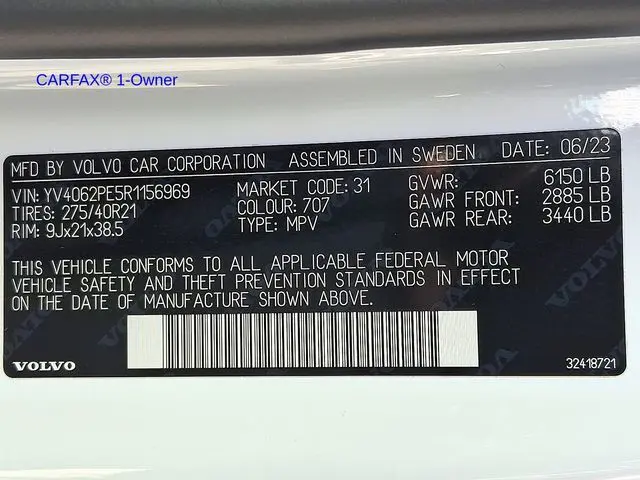 CARFAX® 1-Owner
MFD BY VOLVO CAR CORPORATION ASSEMBLED IN SWEDEN DATE: 06/23
VIN: YV4062PE5R1156969 MARKET CODE: 31 GVWR: 6150 LB
TIRES: 275/40R21 COLOUR: 707 GAWR FRONT: 2885 LB
RIM: 9Jx21x38.5 TYPE: MPV GAWR REAR: 3440 LB
THIS VEHICLE CONFORMS TO ALL APPLICABLE FEDERAL MOTOR
VEHICLE SAFETY AND THEFT PREVENTION STANDARDS IN EFFECT
ON THE DATE OF MANUFACTURE SHOWN ABOVE.
VOLVO 32418721